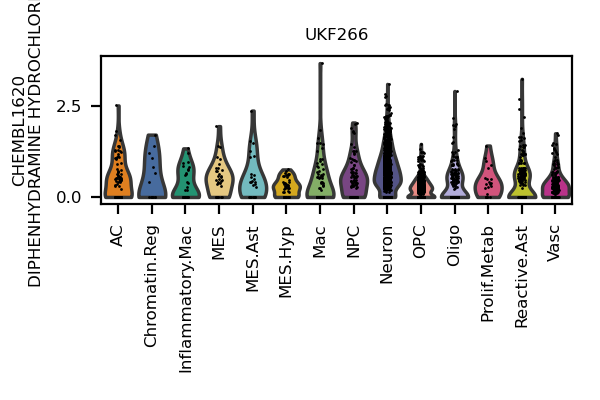 UKF266
CHEMBL1620
DIPHENHYDRAMINE HYDROCHLOR
2.5
0.0
AC
Chromatin.Reg
Inflammatory.Mac
MES
MES.Ast
MES.Hyp
Mac
NPC
Neuron
OPC
Oligo
Prolif.Metab
Reactive.Ast
Vasc